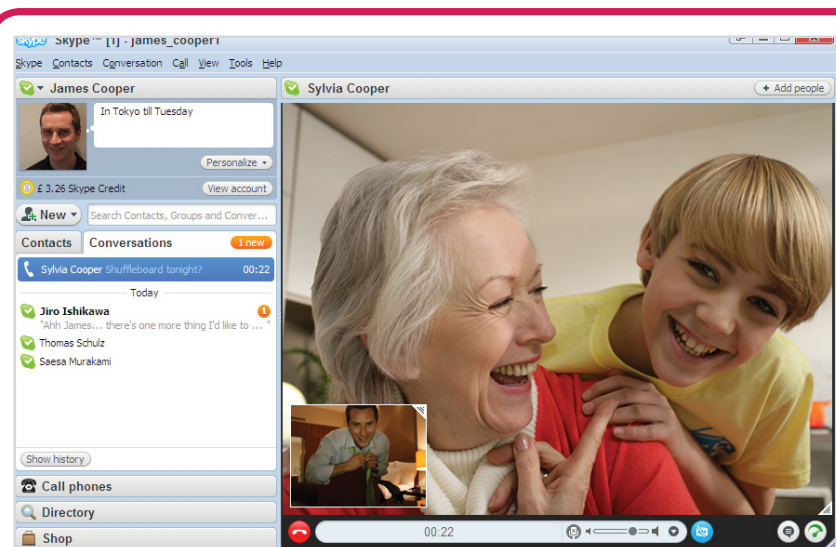 skype Skype™ [1] - james_cooper1
Skype Contacts Conversation Call View Tools Help
James Cooper
In Tokyo till Tuesday
Personalize
£ 3.26 Skype Credit View account
New Search Contacts, Groups and Conver...
Contacts Conversations 1 new
Sylvia Cooper Shuffleboard tonight? 00:22
Today
Jiro Ishikawa 1
"Ahh James... there's one more thing I'd like to ... "
Thomas Schulz
Saesa Murakami
Show history
Call phones
Directory
Shop
Sylvia Cooper + Add people
00:22